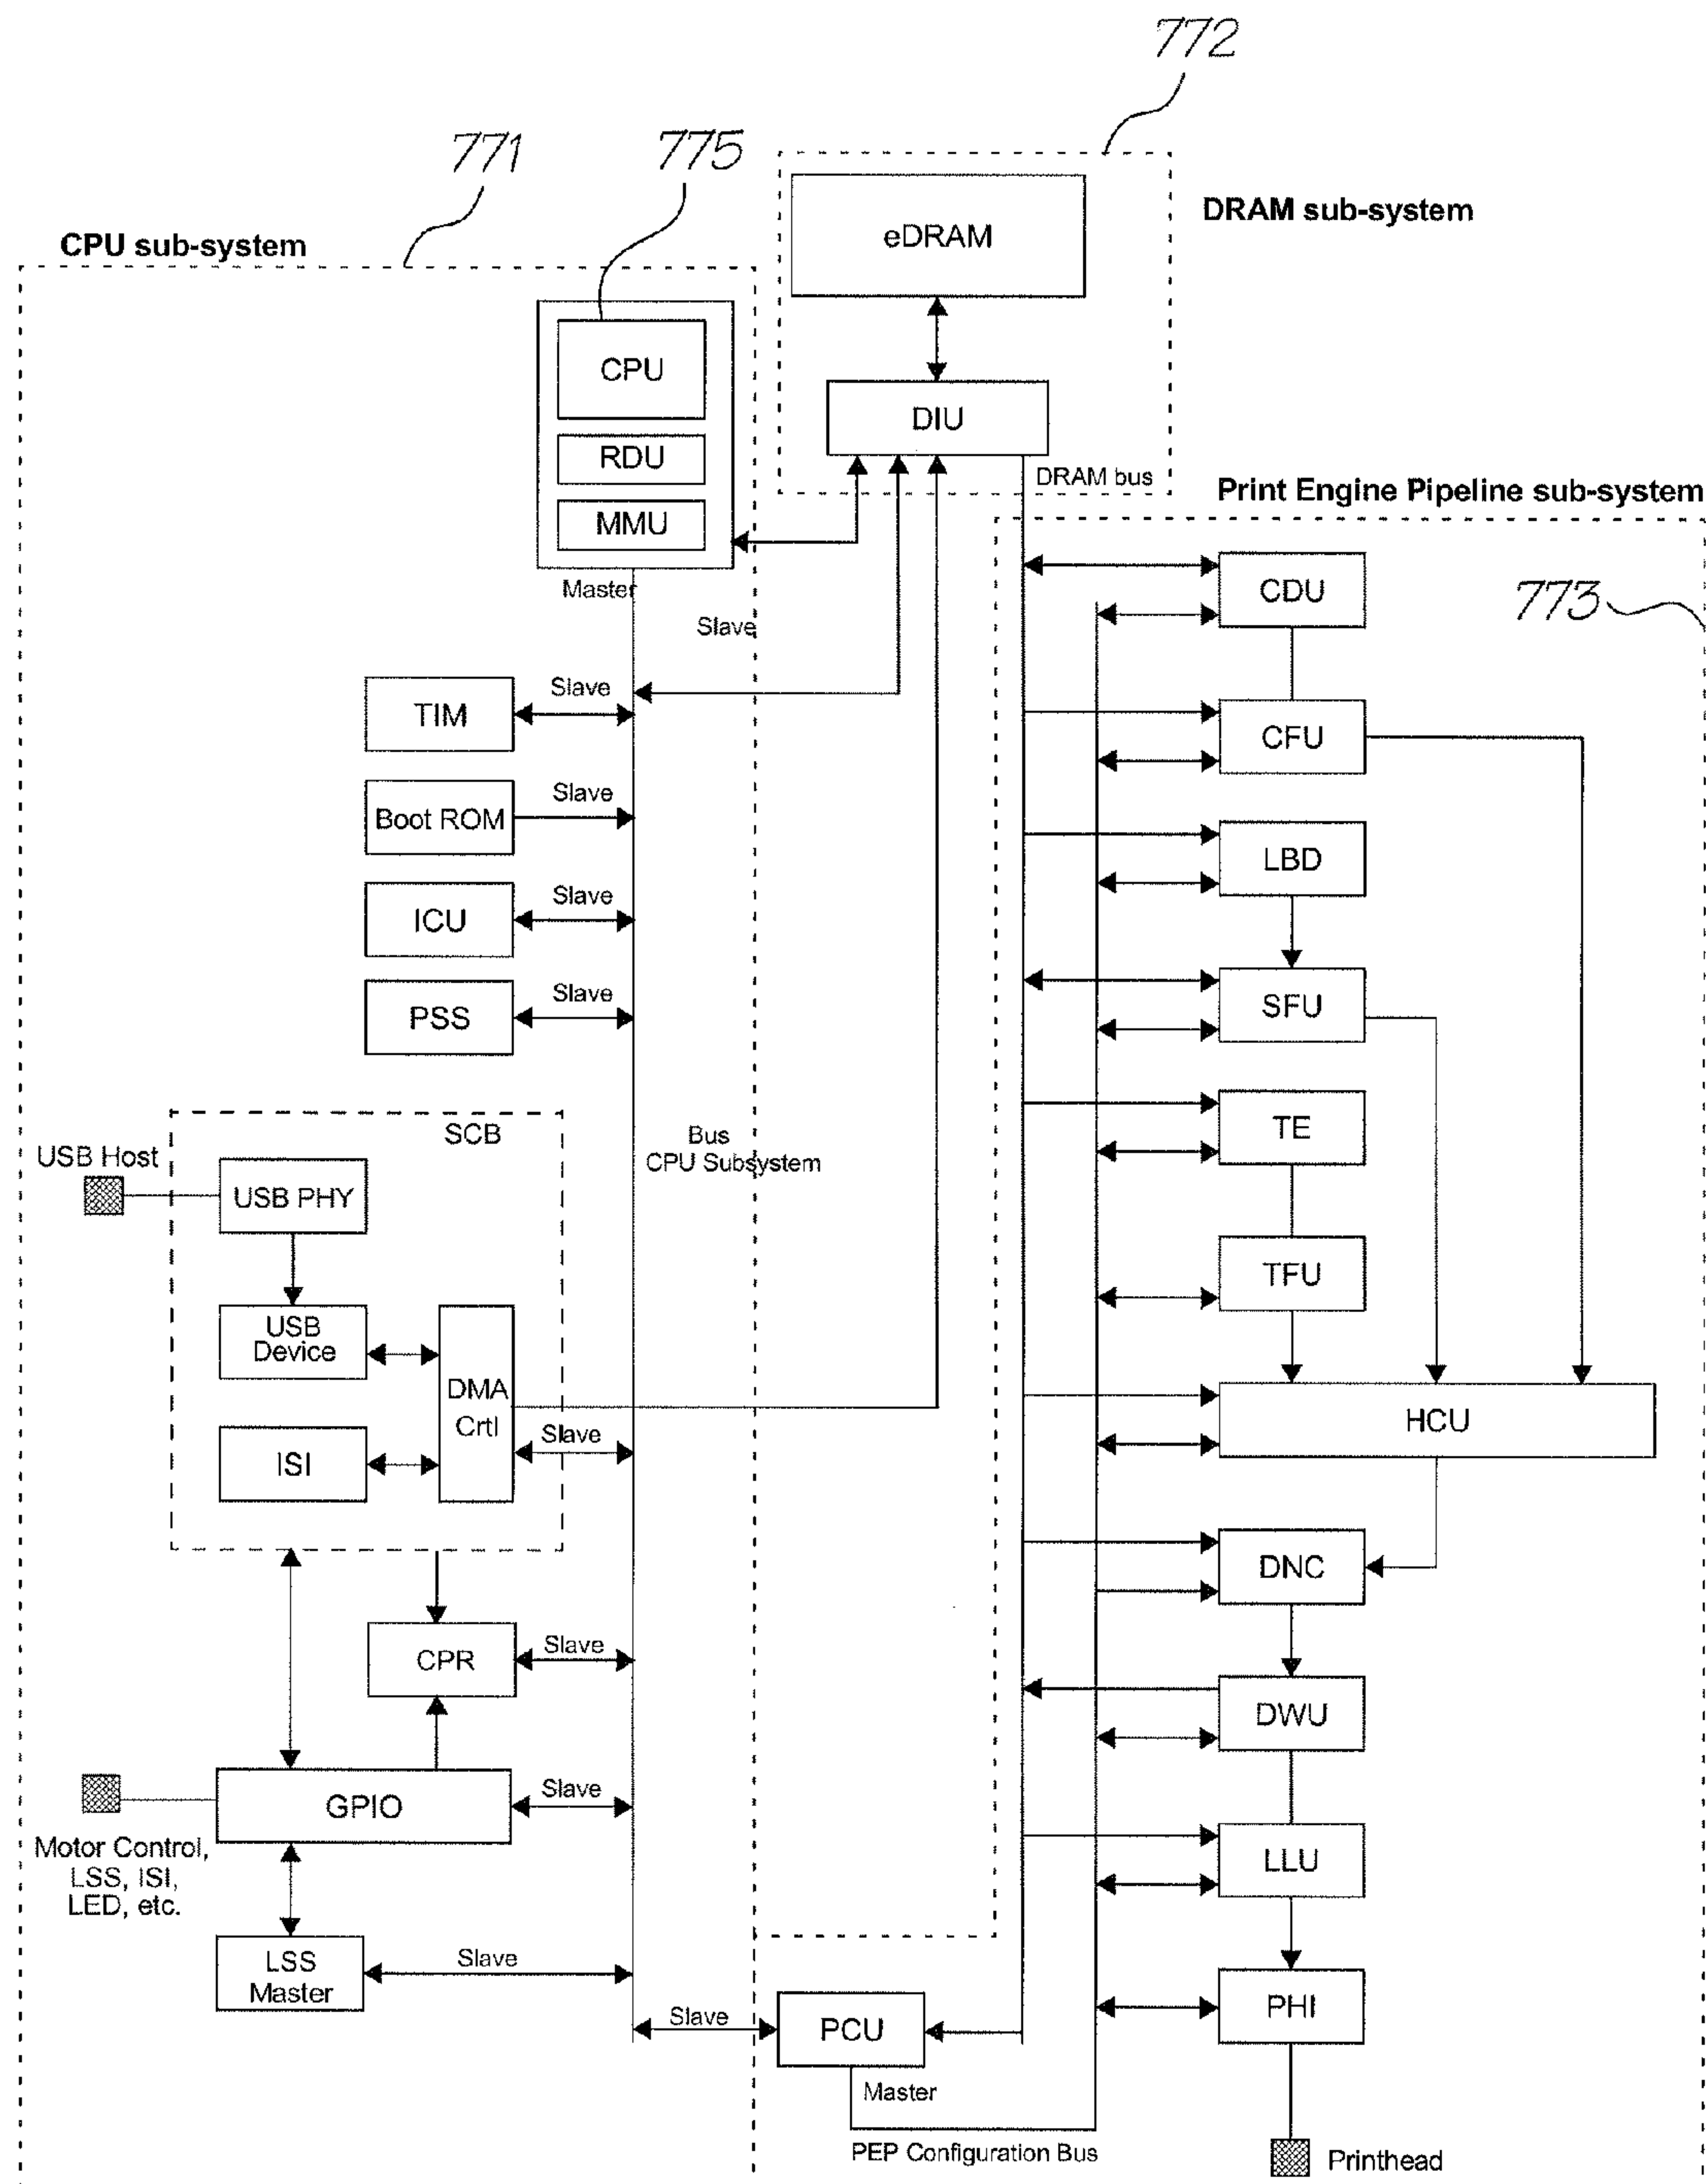 772
771
775
DRAM sub-system
CPU sub-system
eDRAM
CPU
DIU
RDU
DRAM bus
Print Engine Pipeline sub-system
MMU
Master
CDU
773
Slave
TIM
Slave
CFU
Boot ROM
Slave
LBD
ICU
Slave
PSS
Slave
SFU
SCB
Bus
CPU Subsystem
TE
USB Host
USB PHY
TFU
USB
Device
DMA
Crtl
Slave
HCU
ISI
DNC
CPR
Slave
DWU
GPIO
Slave
Motor Control,
LSS, ISI,
LED, etc.
LLU
LSS
Master
Slave
PHI
Slave
PCU
Master
PEP Configuration Bus
Printhead